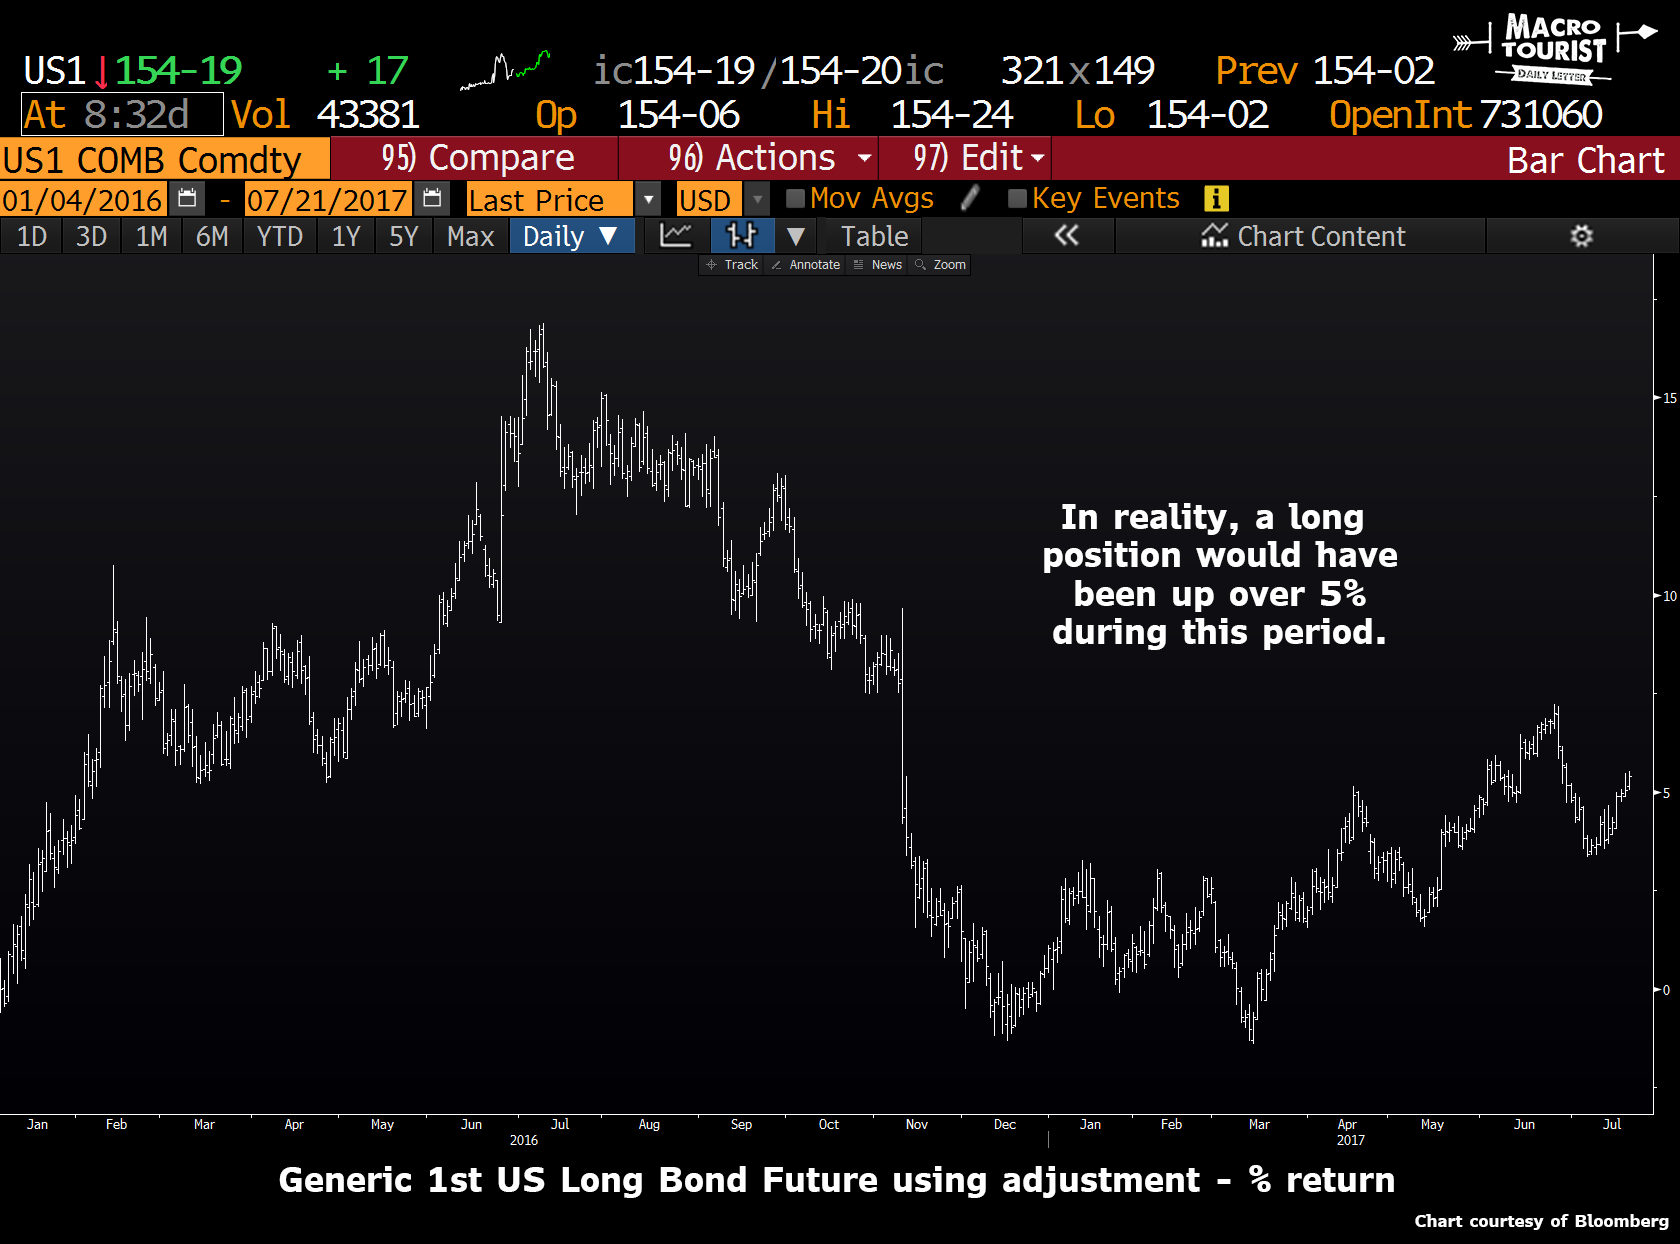 MACRO
TOURIST
DAILY LETTER
US1 ↓154-19 + 17 ic154-19/154-20ic 321x149 Prev 154-02
At 8:32d Vol 43381 Op 154-06 Hi 154-24 Lo 154-02 OpenInt 731060
US1 COMB Comdty 95) Compare 96) Actions 97) Edit Bar Chart
01/04/2016 - 07/21/2017 Last Price USD Mov Avgs Key Events i
1D 3D 1M 6M YTD 1Y 5Y Max Daily ▼ ▼ Table « Chart Content
Track Annotate News Zoom
15
In reality, a long
position would have
been up over 5%
during this period.
10
5
0
Jan Feb Mar Apr May Jun Jul Aug Sep Oct Nov Dec Jan Feb Mar Apr May Jun Jul
2016 2017
Generic 1st US Long Bond Future using adjustment - % return
Chart courtesy of Bloomberg